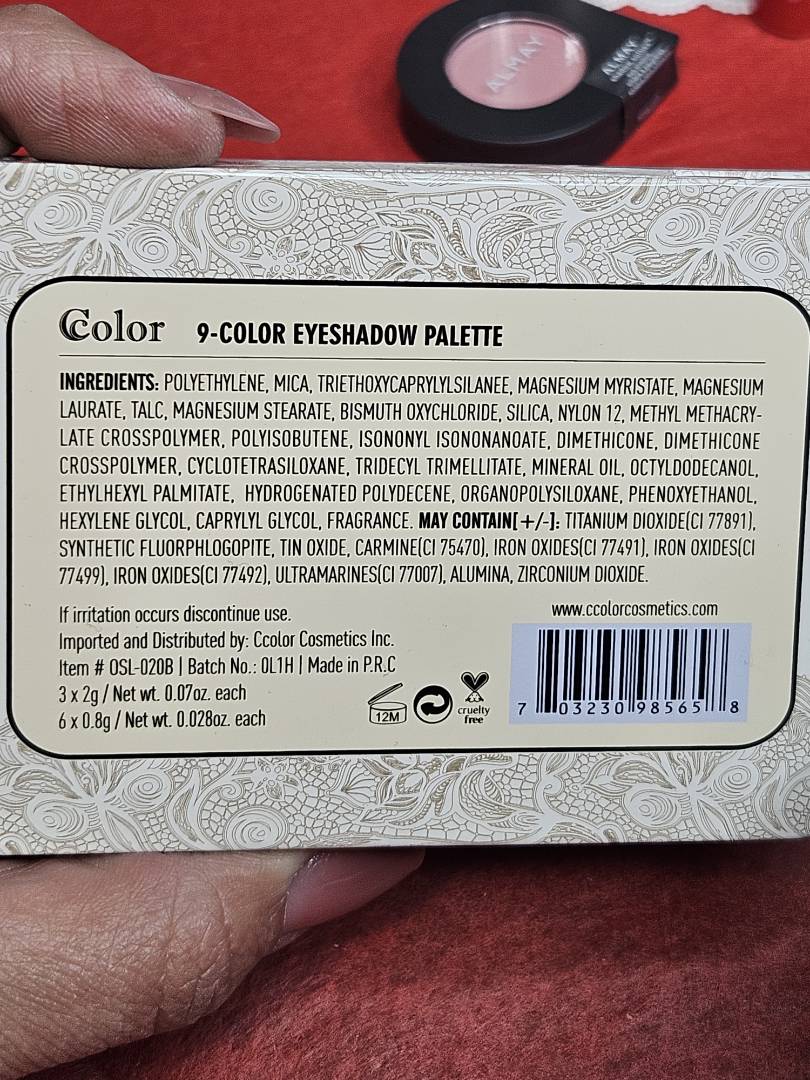 ALMAY
ALMAY
Ccolor 9-COLOR EYESHADOW PALETTE
INGREDIENTS: POLYETHYLENE, MICA, TRIETHOXYCAPRYLYLSILANEE, MAGNESIUM MYRISTATE, MAGNESIUM
LAURATE, TALC, MAGNESIUM STEARATE, BISMUTH OXYCHLORIDE, SILICA, NYLON 12, METHYL METHACRY-
LATE CROSSPOLYMER, POLYISOBUTENE, ISONONYL ISONONANOATE, DIMETHICONE, DIMETHICONE
CROSSPOLYMER, CYCLOTETRASILOXANE, TRIDECYL TRIMELLITATE, MINERAL OIL, OCTYLDODECANOL,
ETHYLHEXYL PALMITATE, HYDROGENATED POLYDECENE, ORGANOPOLYSILOXANE, PHENOXYETHANOL,
HEXYLENE GLYCOL, CAPRYLYL GLYCOL, FRAGRANCE. MAY CONTAIN[+/-]: TITANIUM DIOXIDE(CI 77891),
SYNTHETIC FLUORPHLOGOPITE, TIN OXIDE, CARMINE(CI 75470), IRON OXIDES(CI 77491), IRON OXIDES(CI
77499), IRON OXIDES(CI 77492), ULTRAMARINES(CI 77007), ALUMINA, ZIRCONIUM DIOXIDE.
If irritation occurs discontinue use.
Imported and Distributed by: Ccolor Cosmetics Inc.
Item # OSL-020B | Batch No.: 0L1H | Made in P.R.C
3 x 2g / Net wt. 0.07oz. each
6 x 0.8g / Net wt. 0.028oz. each
12M
cruelty
free
www.ccolorcosmetics.com
7 03230 98565 8